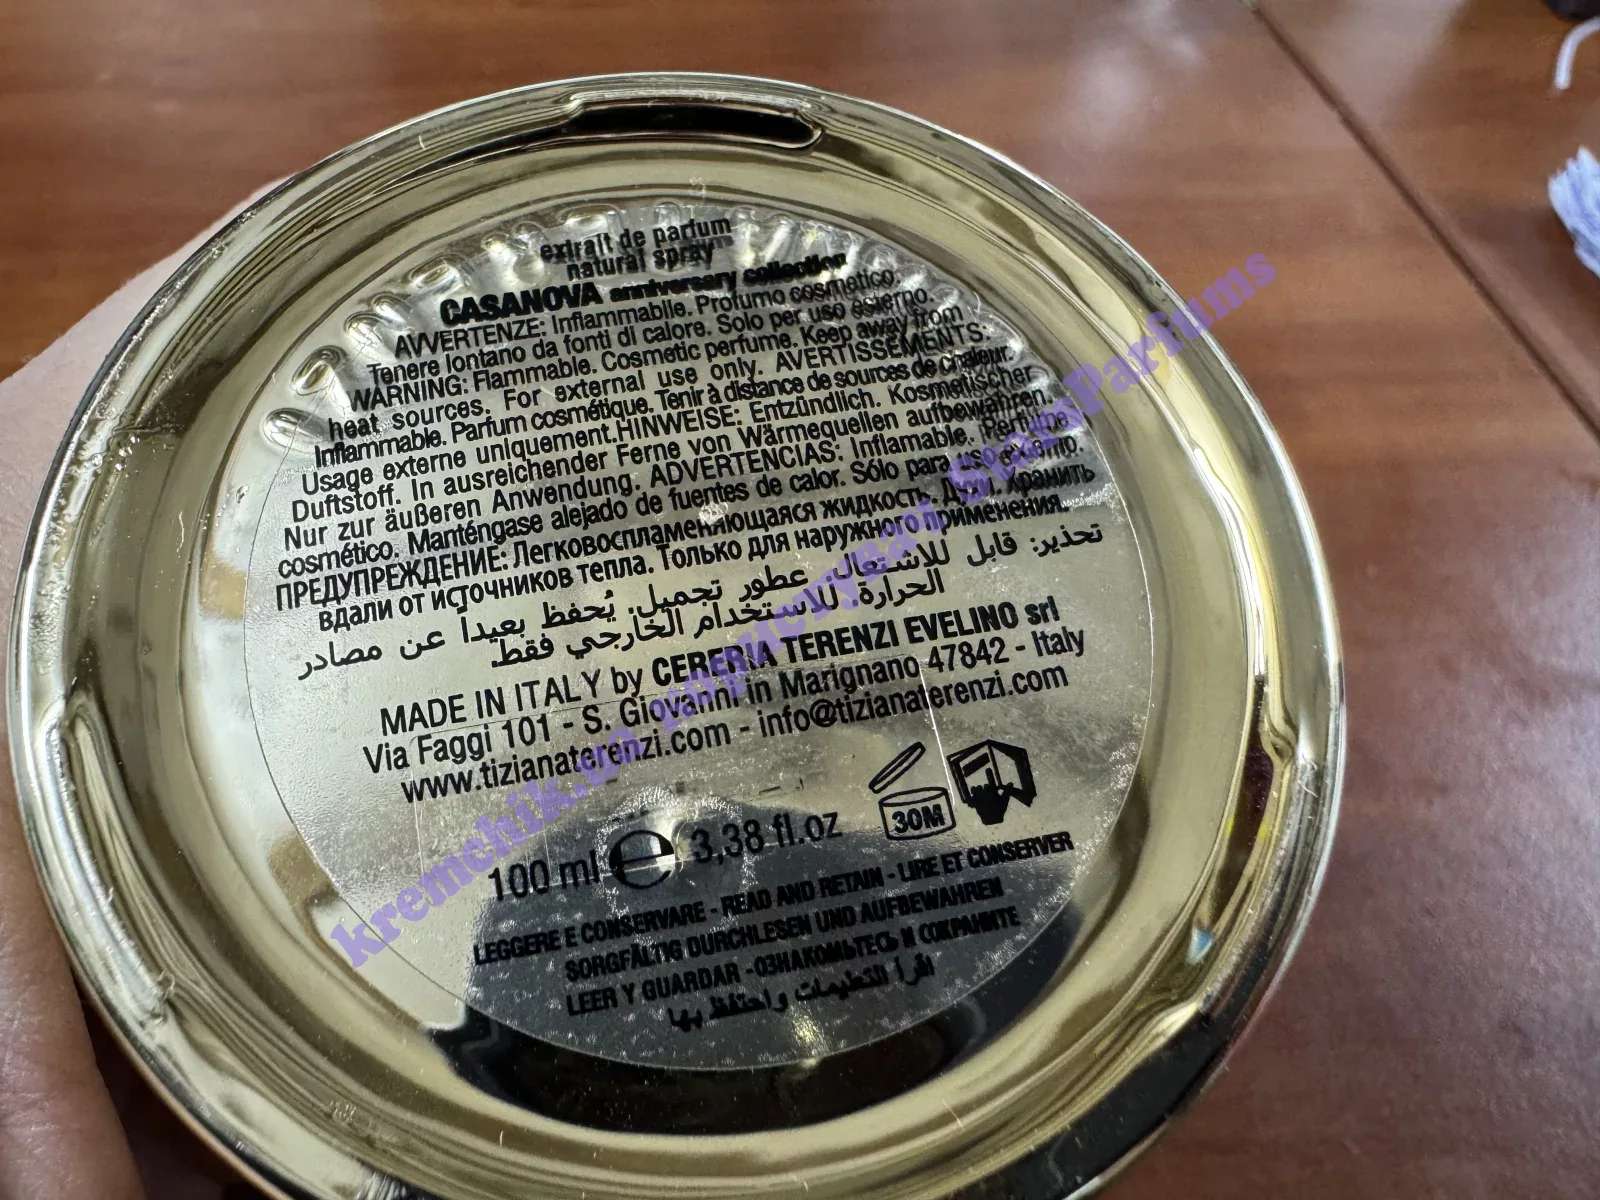 extrait de parfum
natural spray
CASANOVA anniversary collection
AVVERTENZE: Inflammabile. Profumo cosmetico.
Tenere lontano da fonti di calore. Solo per uso esterno.
WARNING: Flammable. Cosmetic perfume. Keep away from
heat sources. For external use only. AVERTISSEMENTS:
Inflammable. Parfum cosmétique. Tenir à distance de sources de chaleur.
Usage externe uniquement.HINWEISE: Entzündlich. Kosmetischer
Duftstoff. In ausreichender Ferne von Wärmequellen aufbewahren.
Nur zur äußeren Anwendung. ADVERTENCIAS: Inflamable. Perfume
cosmético. Manténgase alejado de fuentes de calor. Sólo para uso externo.
ПРЕДУПРЕЖДЕНИЕ: Легковоспламеняющаяся жидкость. Духи. Хранить
вдали от источников тепла. Только для наружного применения.
تحذير: قابل للاشتعال. عطور تجميل. يُحفظ بعيداً عن مصادر
الحرارة. للاستخدام الخارجي فقط.
MADE IN ITALY by CERERIA TERENZI EVELINO srl
Via Faggi 101 - S. Giovanni in Marignano 47842 - Italy
www.tizianaterenzi.com - info@tizianaterenzi.com
30M
100 ml e 3,38 fl.oz
LEGGERE E CONSERVARE - READ AND RETAIN - LIRE ET CONSERVER
SORGFÄLTIG DURCHLESEN UND AUFBEWAHREN
LEER Y GUARDAR - ОЗНАКОМЬТЕСЬ И СОХРАНИТЕ
اقرأ التعليمات واحتفظ بها
kremchik.ua